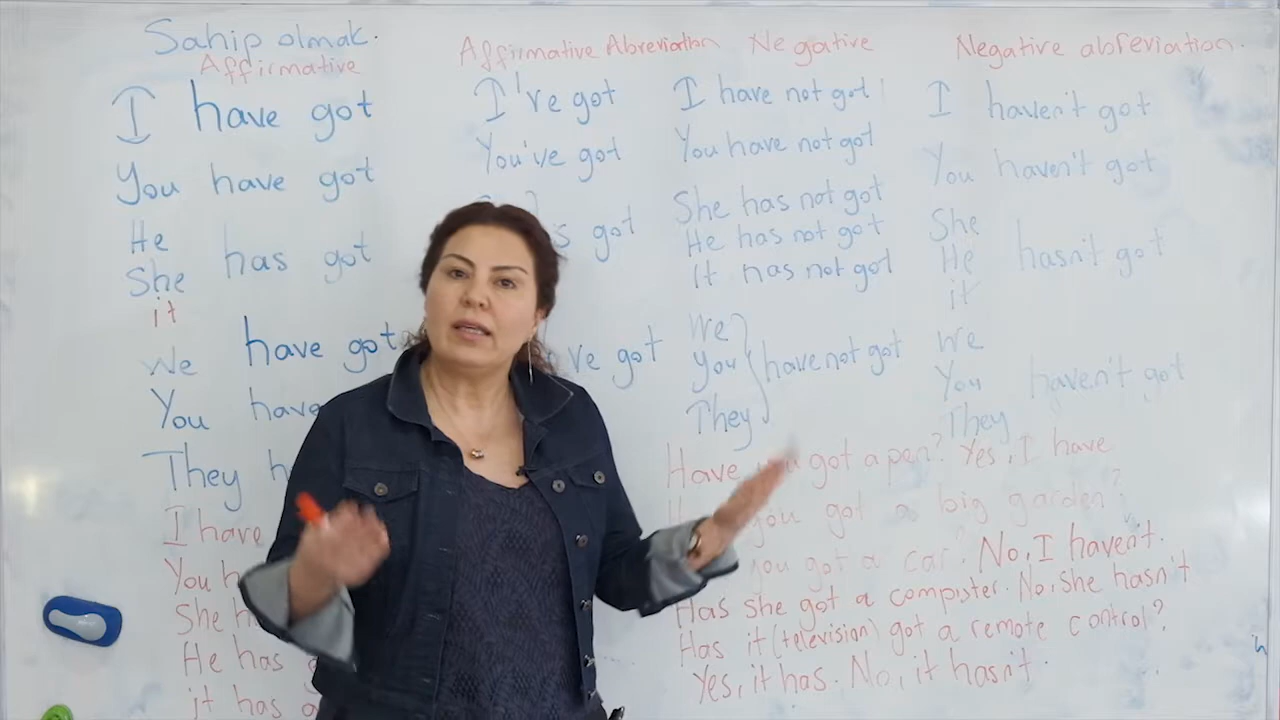 Sahip olmak.
Affirmative
I have got
You have got
He
She
it
has got
We have got
You have
They h
I have
You h
She h
He has g
it has g
Affirmative Abreviation
I've got
You've got
s got
've got
Negative
I have not got
You have not got
She has not got
He has not got
It has not got
We
You
They
have not got
Negative abreviation.
I haven't got
You haven't got
She
He
it
hasn't got
We
You
They
haven't got
Have you got a pen? Yes, I have
you got a big garden?
you got a car. No, I haven't.
Has she got a compister. No, she hasn't
Has it (television) got a remote control?
Yes, it has. No, it hasn't.